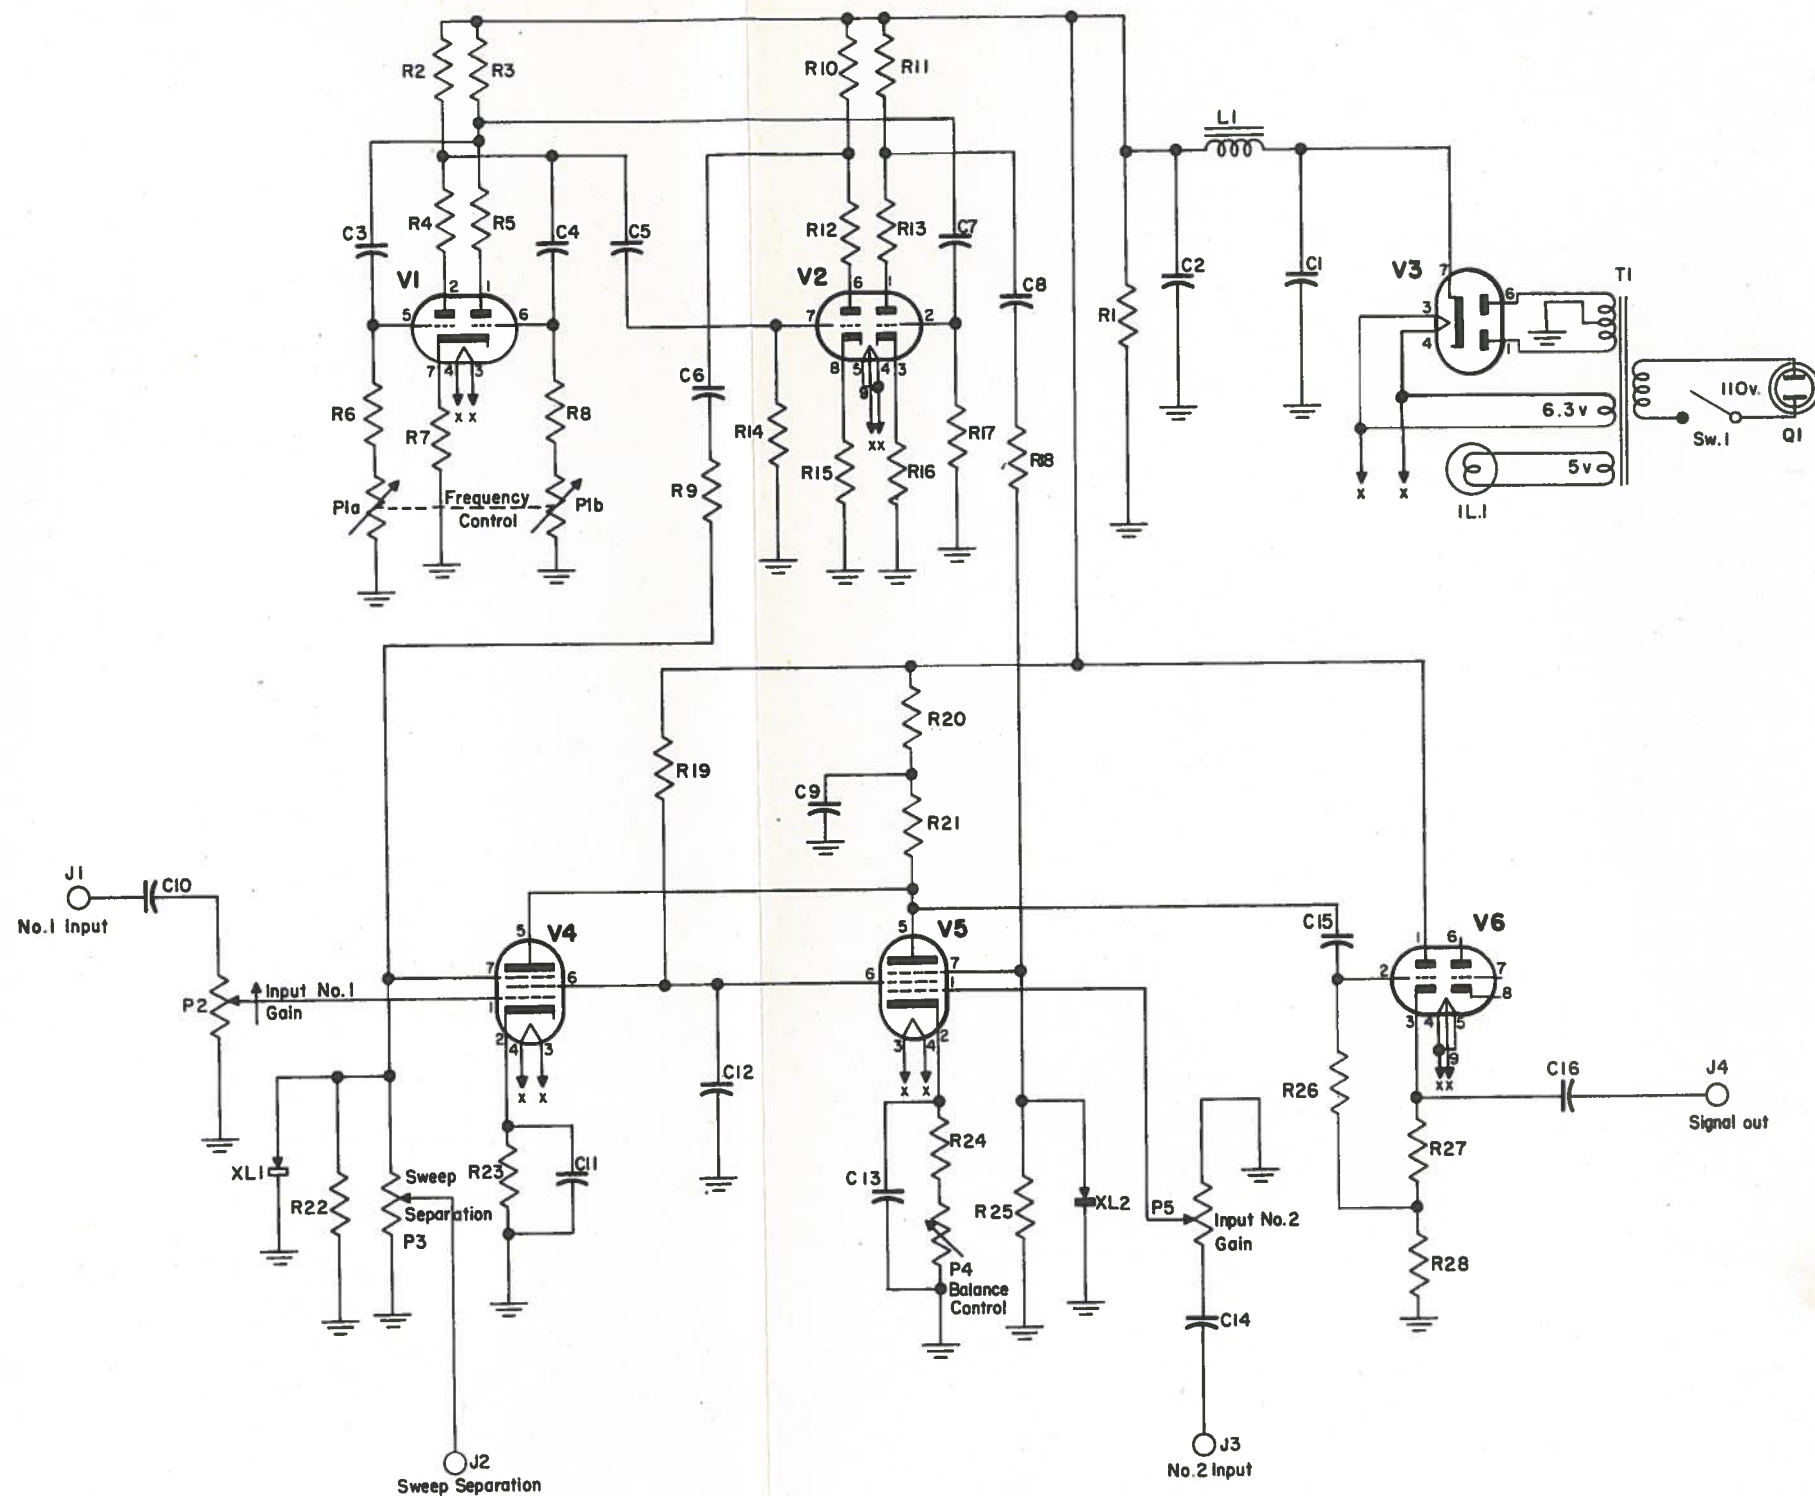 R2
R3
R10
R11
L1
R4
R5
C3
C4
C5
R12
R13
C7
V1
V2
C8
C2
C1
V3
T1
R1
2
1
5
6
7
4
3
x x
6
1
7
2
8
5
4
3
9
xx
7
6
3
4
1
6.3 v
5v
110v.
Sw.1
Q1
x
x
IL.1
R6
R7
R8
C6
R14
R9
R15
R16
R17
R18
P1a
Frequency
Control
P1b
R20
R19
C9
R21
J1
C10
No.1 Input
V4
V5
C15
V6
5
7
6
1
2
4
3
x x
5
6
7
1
3
4
2
x x
1
6
2
7
8
3
4
5
9
xx
P2
Input No.1
Gain
C12
R26
C16
J4
Signal out
XL1
R22
Sweep
Separation
P3
R23
C11
C13
R24
P4
Balance
Control
R25
XL2
P5
Input No.2
Gain
R27
R28
C14
J2
Sweep Separation
J3
No.2 Input